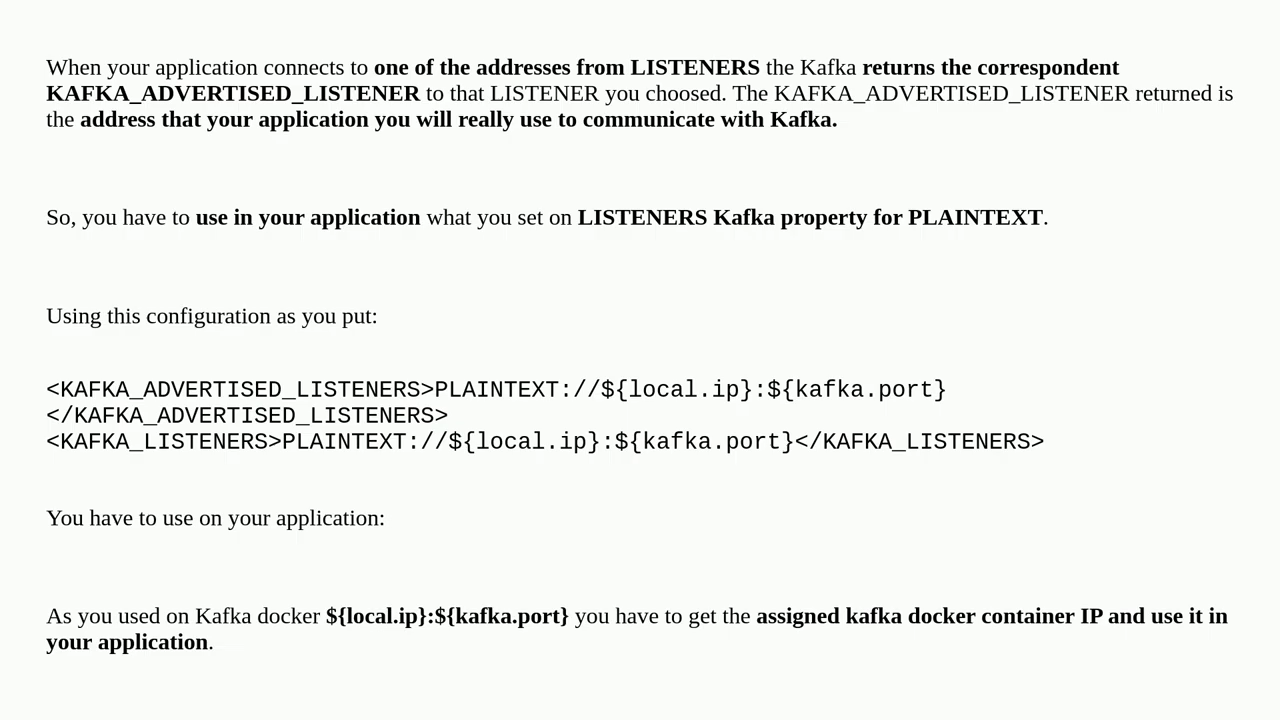 When your application connects to one of the addresses from LISTENERS the Kafka returns the correspondent
KAFKA_ADVERTISED_LISTENER to that LISTENER you choosed. The KAFKA_ADVERTISED_LISTENER returned is
the address that your application you will really use to communicate with Kafka.
So, you have to use in your application what you set on LISTENERS Kafka property for PLAINTEXT.
Using this configuration as you put:
<KAFKA_ADVERTISED_LISTENERS>PLAINTEXT://${local.ip}:${kafka.port}
</KAFKA_ADVERTISED_LISTENERS>
<KAFKA_LISTENERS>PLAINTEXT://${local.ip}:${kafka.port}</KAFKA_LISTENERS>
You have to use on your application:
As you used on Kafka docker ${local.ip}:${kafka.port} you have to get the assigned kafka docker container IP and use it in
your application.